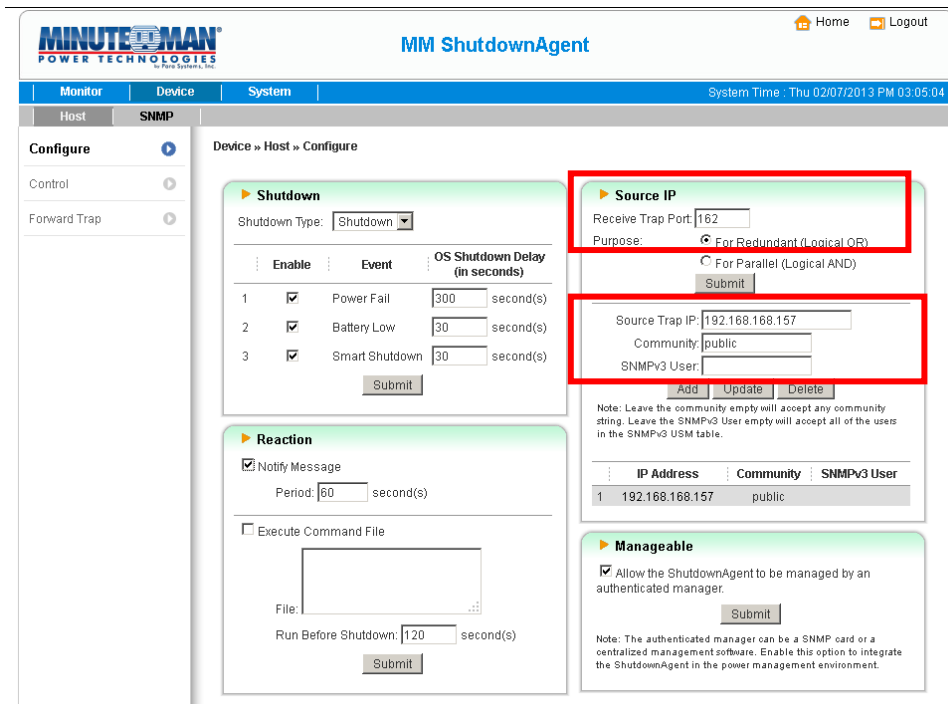 MINUTEMAN®
POWER TECHNOLOGIES
by Para Systems, Inc.
MM ShutdownAgent
Home Logout
Monitor Device System System Time : Thu 02/07/2013 PM 03:05:04
Host SNMP
Configure
Control
Forward Trap
Device » Host » Configure
Shutdown
Shutdown Type: Shutdown
Enable Event OS Shutdown Delay (in seconds)
1 Power Fail 300 second(s)
2 Battery Low 30 second(s)
3 Smart Shutdown 30 second(s)
Submit
Reaction
Notify Message
Period: 60 second(s)
Execute Command File
File:
Run Before Shutdown: 120 second(s)
Submit
Source IP
Receive Trap Port: 162
Purpose: For Redundant (Logical OR)
For Parallel (Logical AND)
Submit
Source Trap IP: 192.168.168.157
Community: public
SNMPv3 User:
Add Update Delete
Note: Leave the community empty will accept any community
string. Leave the SNMPv3 User empty will accept all of the users
in the SNMPv3 USM table.
IP Address Community SNMPv3 User
1 192.168.168.157 public
Manageable
Allow the ShutdownAgent to be managed by an
authenticated manager.
Submit
Note: The authenticated manager can be a SNMP card or a
centralized management software. Enable this option to integrate
the ShutdownAgent in the power management environment.